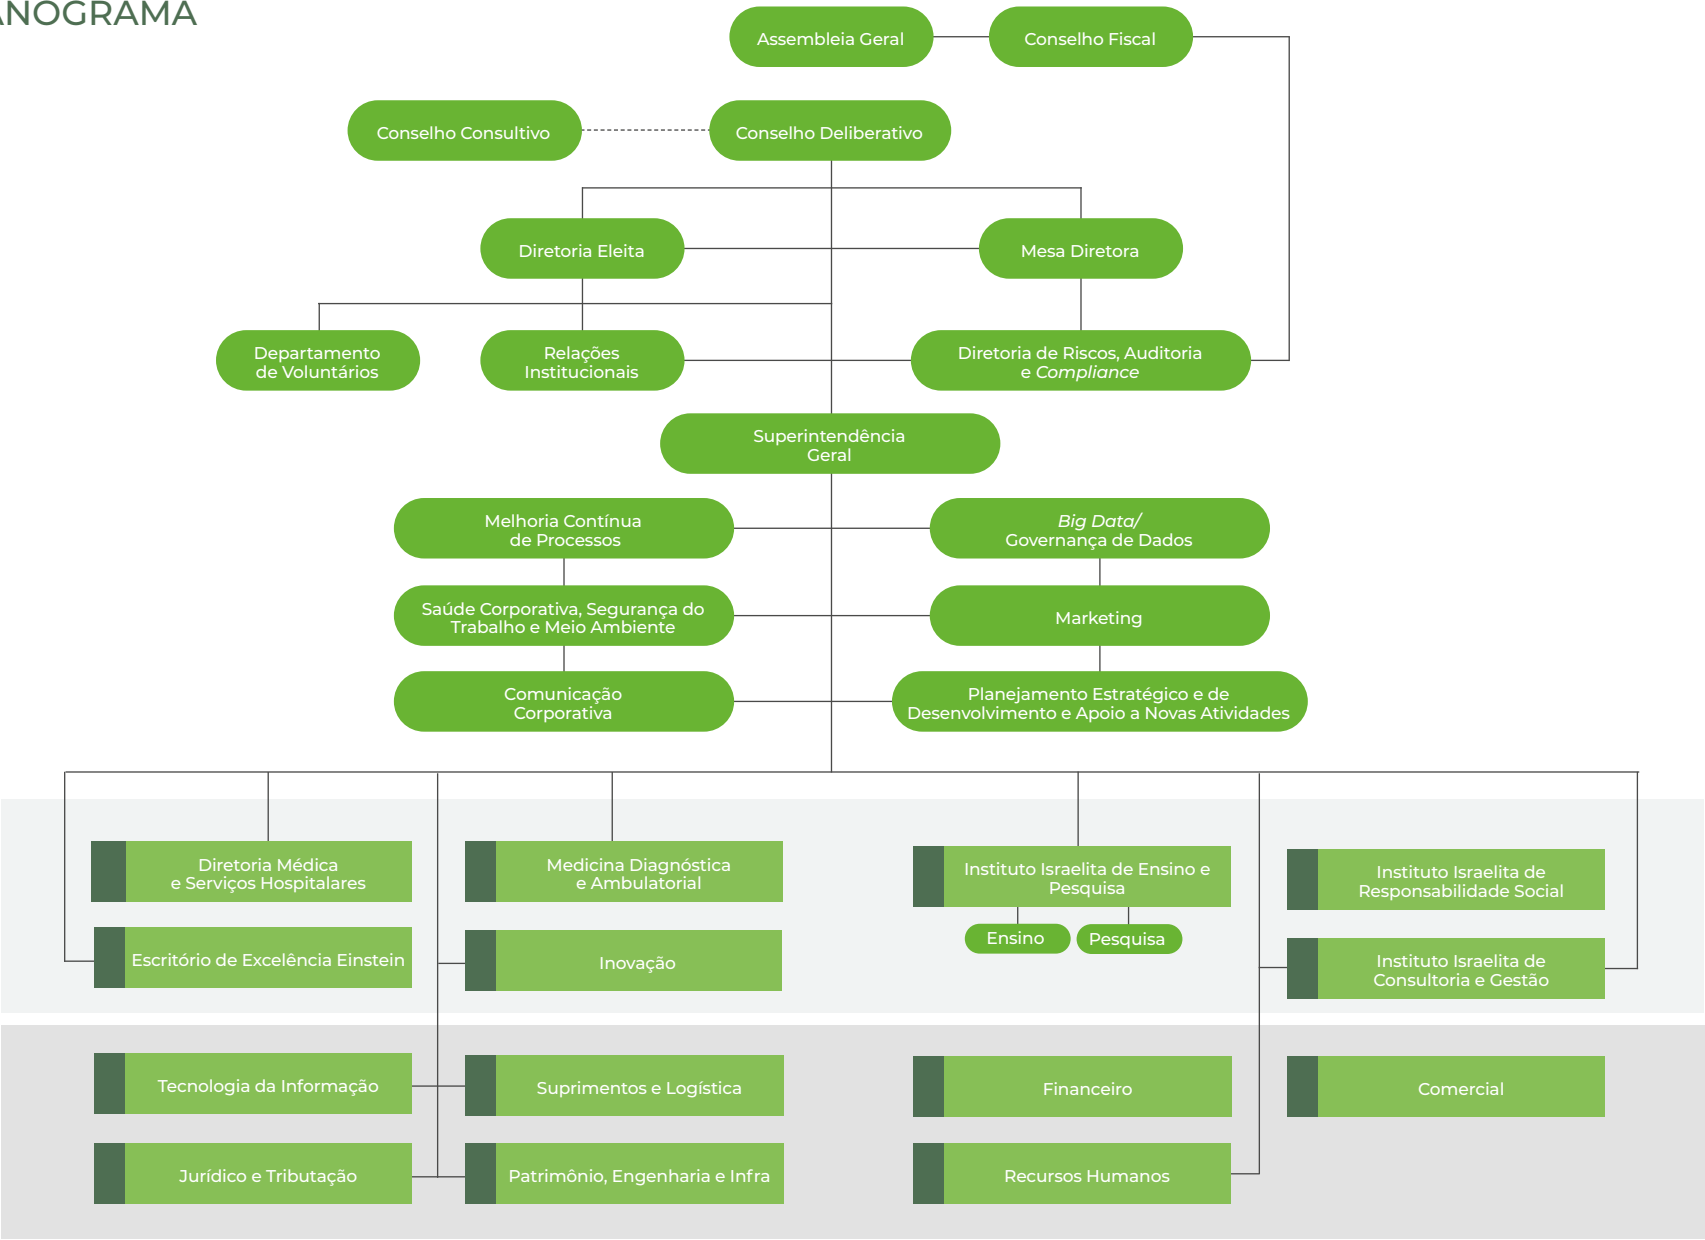 ANOGRAMA
Assembleia Geral
Conselho Fiscal
Conselho Consultivo
Conselho Deliberativo
Diretoria Eleita
Mesa Diretora
Departamento
de Voluntários
Relações
Institucionais
Diretoria de Riscos, Auditoria
e Compliance
Superintendência
Geral
Melhoria Contínua
de Processos
Big Data/
Governança de Dados
Saúde Corporativa, Segurança do
Trabalho e Meio Ambiente
Marketing
Comunicação
Corporativa
Planejamento Estratégico e de
Desenvolvimento e Apoio a Novas Atividades
Diretoria Médica
e Serviços Hospitalares
Medicina Diagnóstica
e Ambulatorial
Instituto Israelita de Ensino e
Pesquisa
Instituto Israelita de
Responsabilidade Social
Ensino
Pesquisa
Escritório de Excelência Einstein
Inovação
Instituto Israelita de
Consultoria e Gestão
Tecnologia da Informação
Suprimentos e Logística
Financeiro
Comercial
Jurídico e Tributação
Patrimônio, Engenharia e Infra
Recursos Humanos